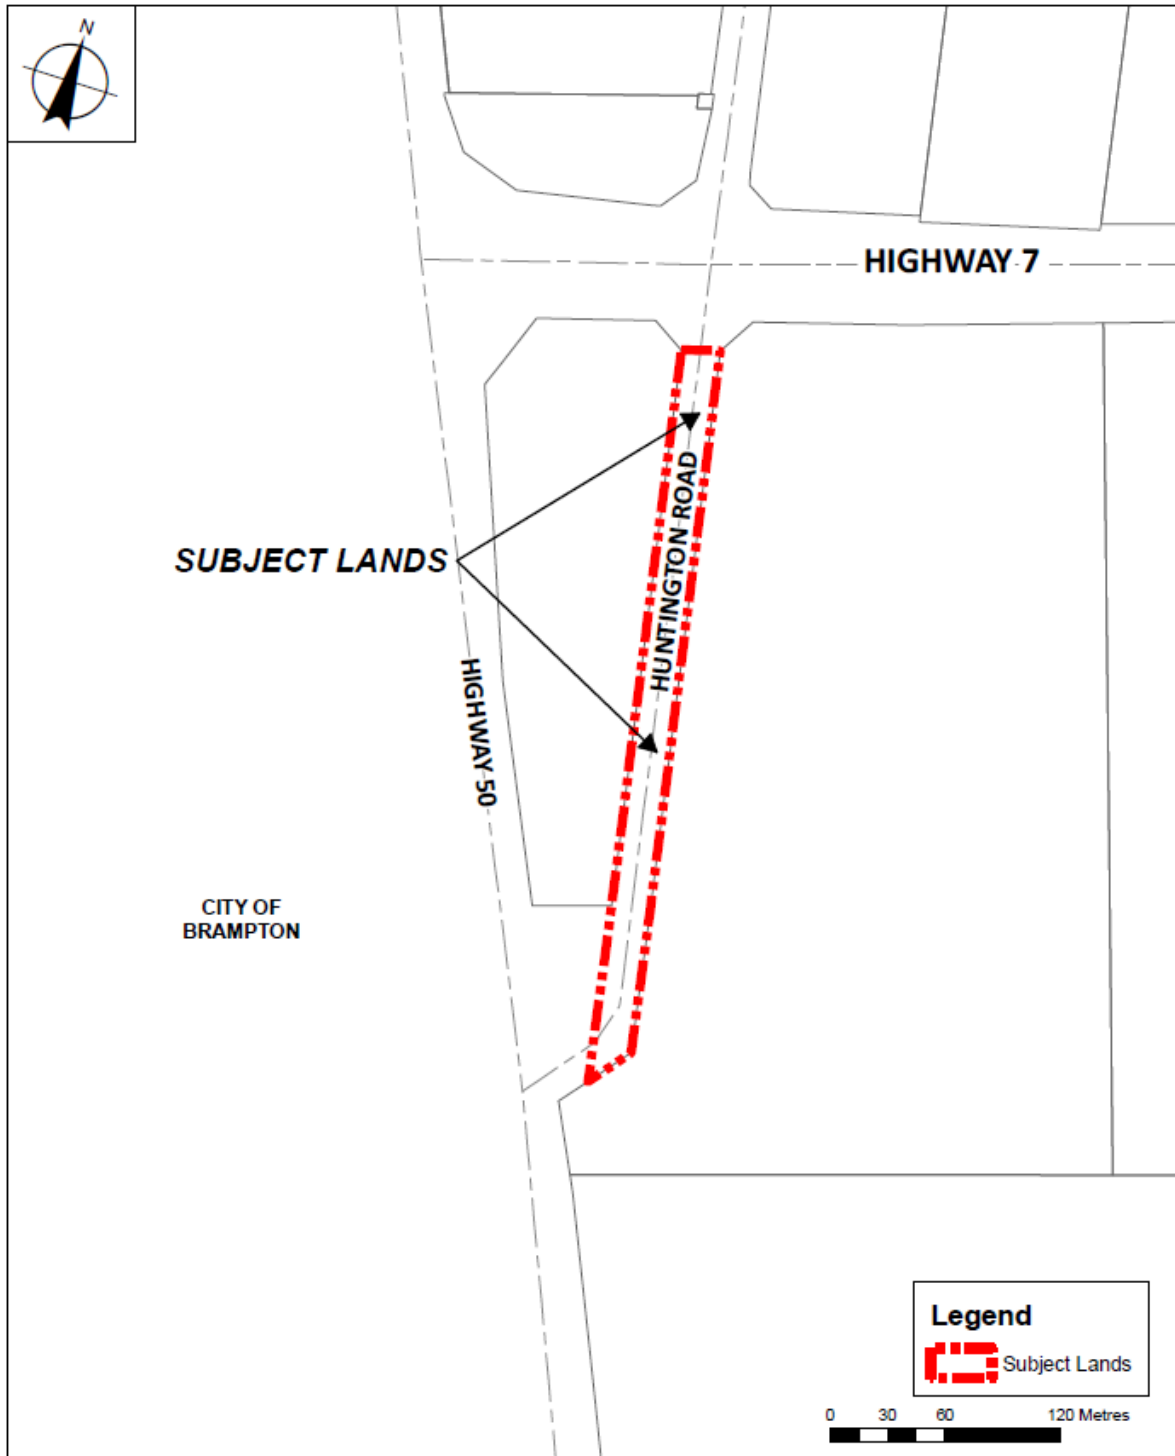 N
HIGHWAY 7
SUBJECT LANDS
HUNTINGTON ROAD
HIGHWAY 50
CITY OF
BRAMPTON
Legend
Subject Lands
0 30 60 120 Metres